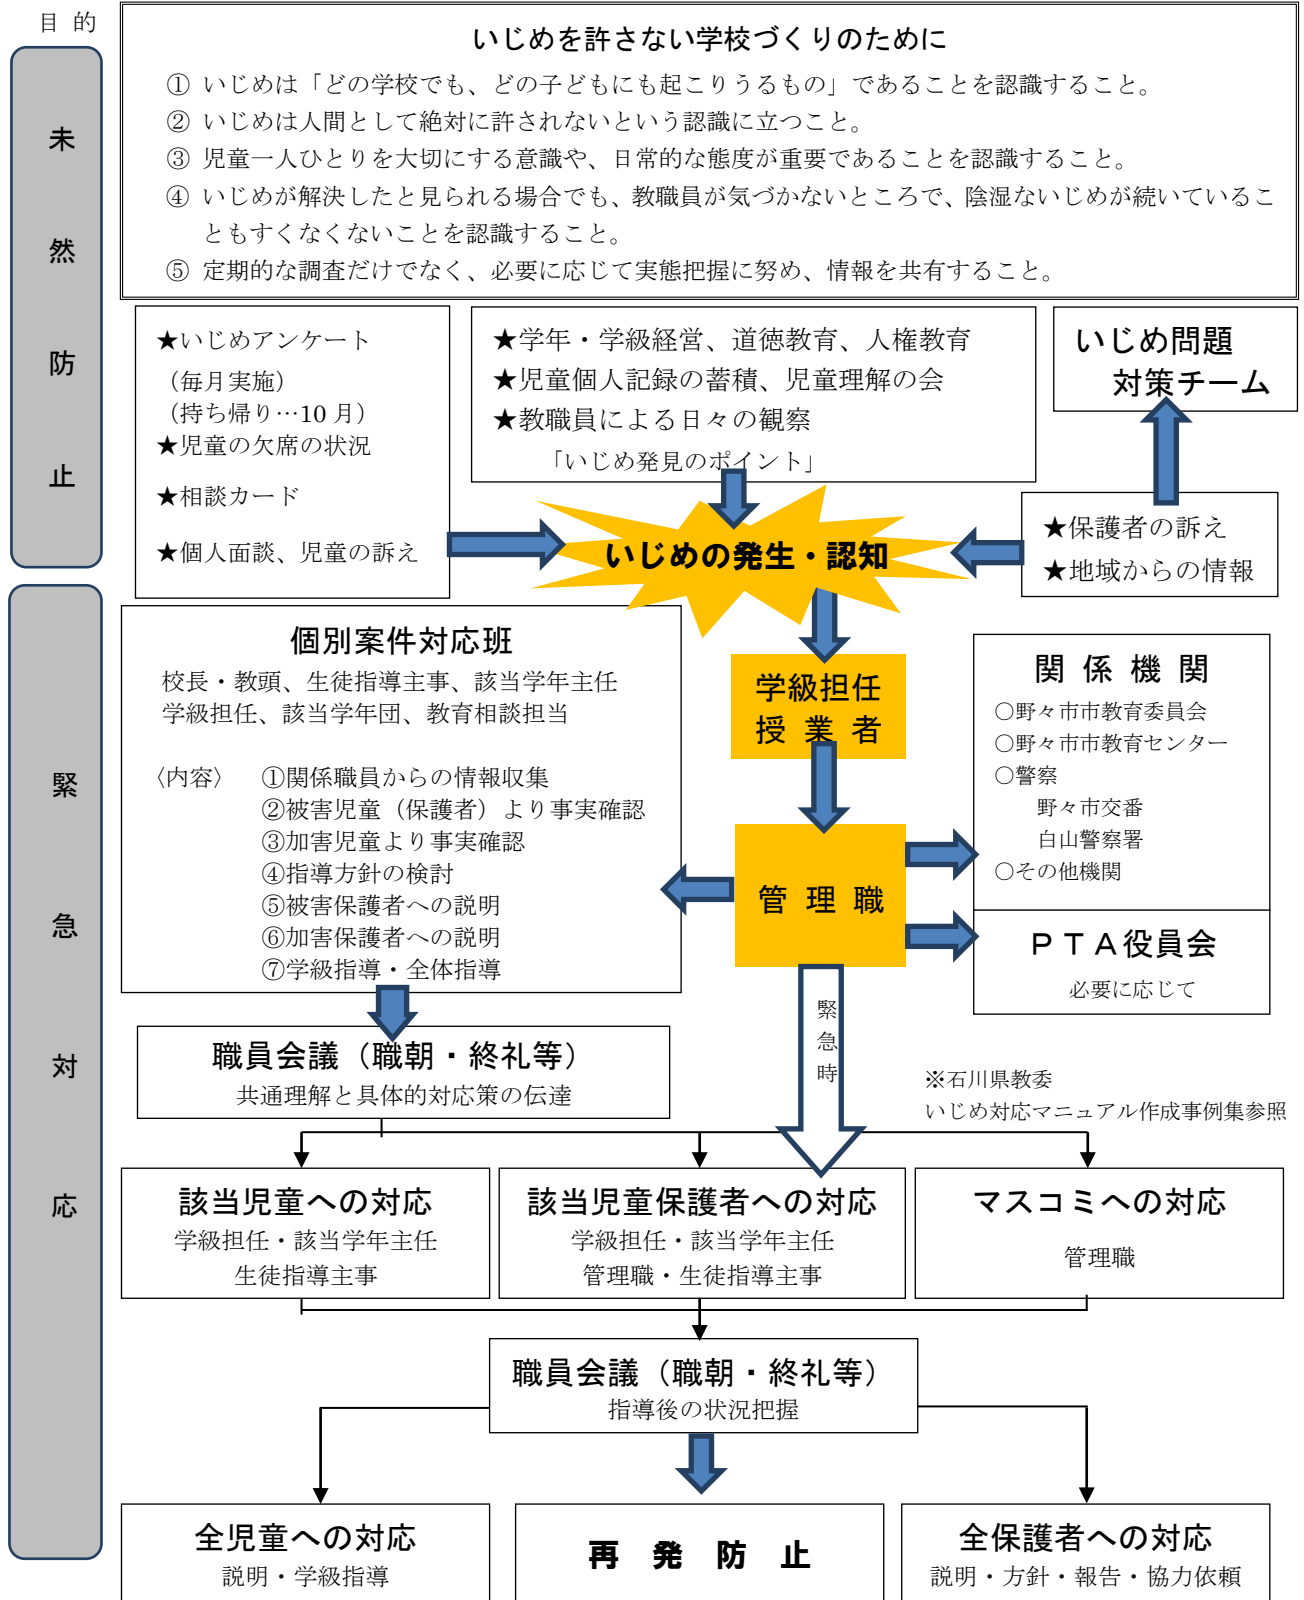 目 的
いじめを許さない学校づくりのために
① いじめは「どの学校でも、どの子どもにも起こりうるもの」であることを認識すること。
② いじめは人間として絶対に許されないという認識に立つこと。
③ 児童一人ひとりを大切にする意識や、日常的な態度が重要であることを認識すること。
④ いじめが解決したと見られる場合でも、教職員が気づかないところで、陰湿ないじめが続いているこ
ともすくなくないことを認識すること。
⑤ 定期的な調査だけでなく、必要に応じて実態把握に努め、情報を共有すること。
未然防止
★いじめアンケート
（毎月実施）
（持ち帰り…10 月）
★児童の欠席の状況
★相談カード
★個人面談、児童の訴え
★学年・学級経営、道徳教育、人権教育
★児童個人記録の蓄積、児童理解の会
★教職員による日々の観察
「いじめ発見のポイント」
いじめ問題
対策チーム
★保護者の訴え
★地域からの情報
いじめの発生・認知
緊急対応
個別案件対応班
校長・教頭、生徒指導主事、該当学年主任
学級担任、該当学年団、教育相談担当
〈内容〉 ①関係職員からの情報収集
②被害児童（保護者）より事実確認
③加害児童より事実確認
④指導方針の検討
⑤被害保護者への説明
⑥加害保護者への説明
⑦学級指導・全体指導
学級担任
授 業 者
管 理 職
関 係 機 関
○野々市市教育委員会
○野々市市教育センター
○警察
野々市交番
白山警察署
○その他機関
ＰＴＡ役員会
必要に応じて
緊急時
職員会議（職朝・終礼等）
共通理解と具体的対応策の伝達
※石川県教委
いじめ対応マニュアル作成事例集参照
該当児童への対応
学級担任・該当学年主任
生徒指導主事
該当児童保護者への対応
学級担任・該当学年主任
管理職・生徒指導主事
マスコミへの対応
管理職
職員会議（職朝・終礼等）
指導後の状況把握
全児童への対応
説明・学級指導
再 発 防 止
全保護者への対応
説明・方針・報告・協力依頼